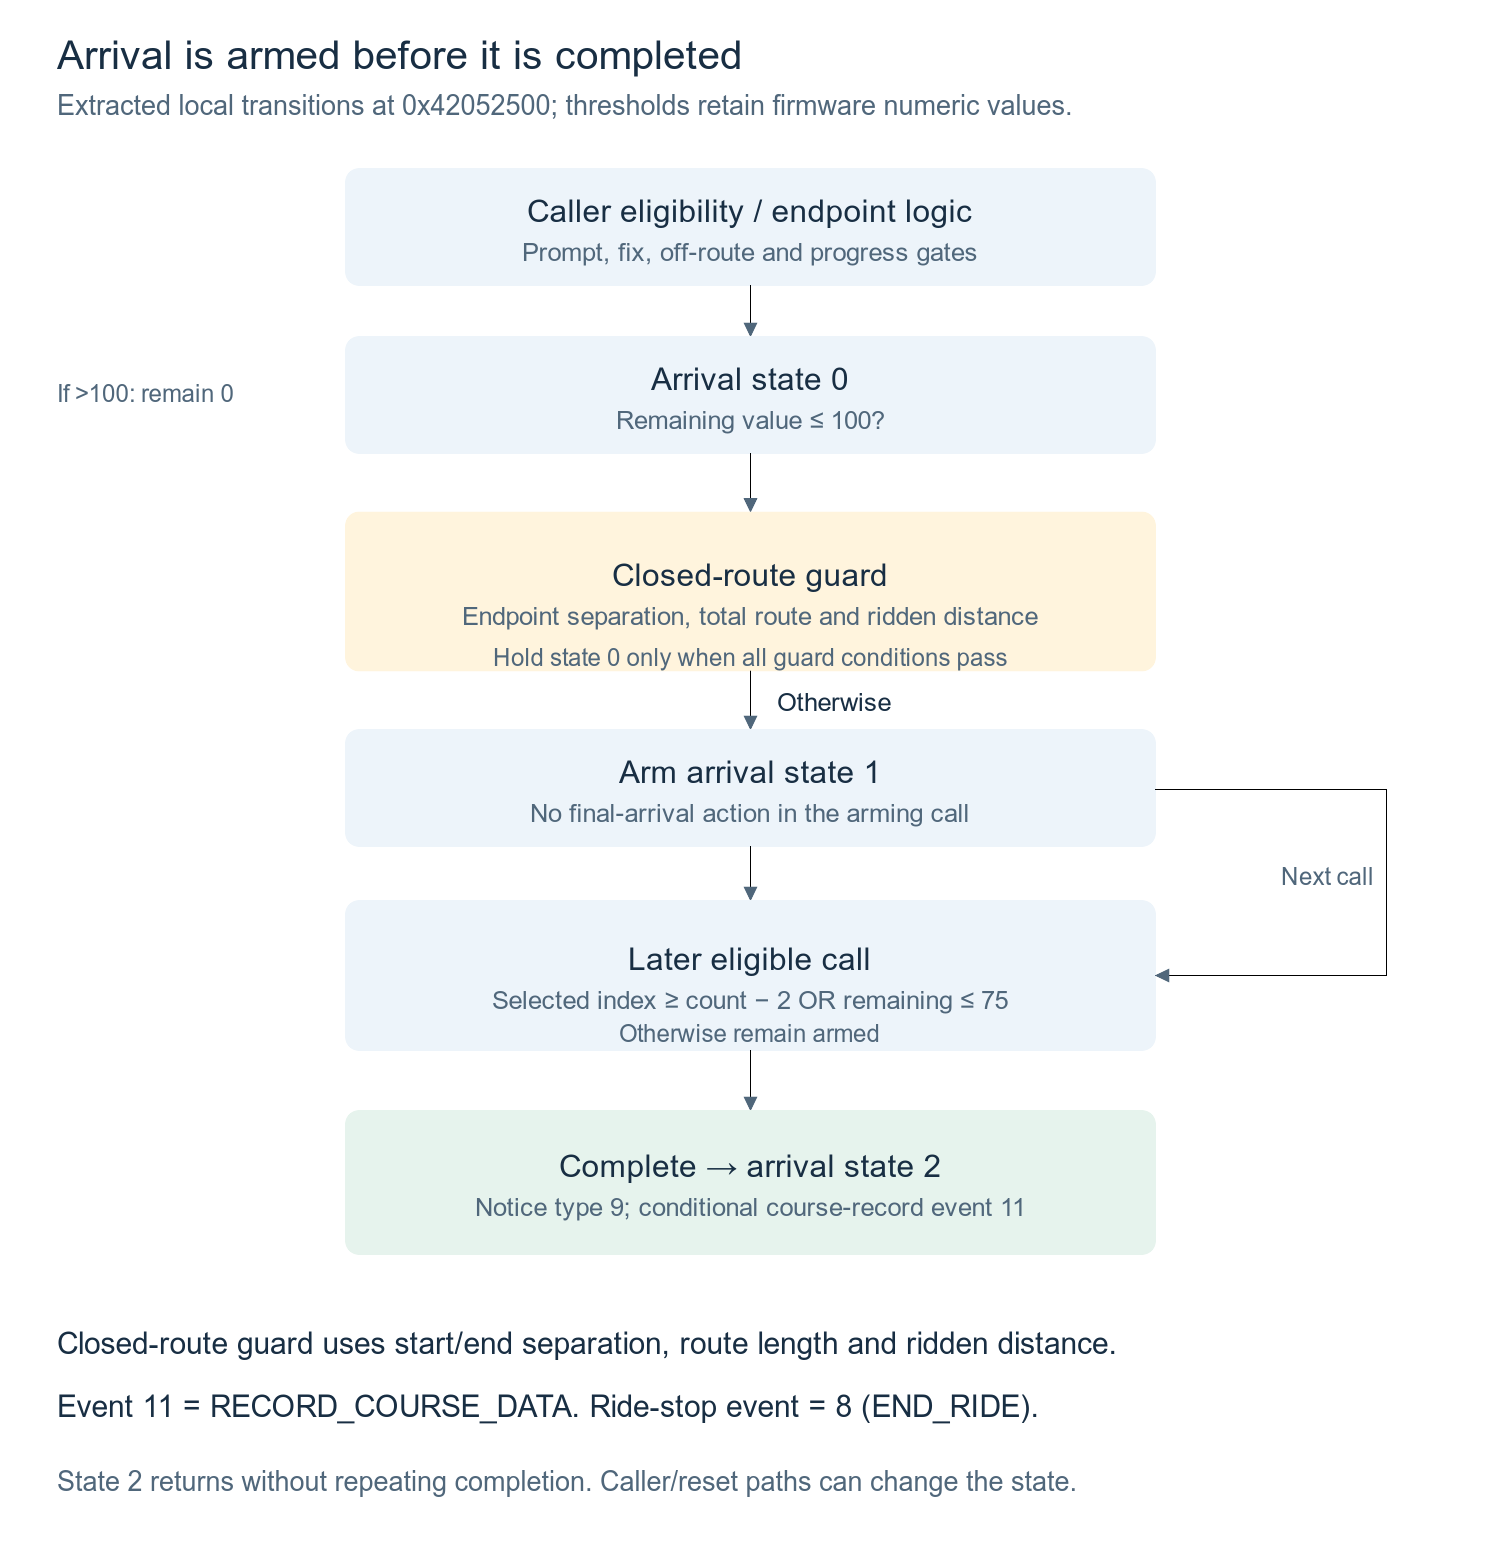 Arrival is armed before it is completed
Extracted local transitions at 0x42052500; thresholds retain firmware numeric values.
Caller eligibility / endpoint logic
Prompt, fix, off-route and progress gates
If >100: remain 0
Arrival state 0
Remaining value ≤ 100?
Closed-route guard
Endpoint separation, total route and ridden distance
Hold state 0 only when all guard conditions pass
Otherwise
Arm arrival state 1
No final-arrival action in the arming call
Next call
Later eligible call
Selected index ≥ count − 2 OR remaining ≤ 75
Otherwise remain armed
Complete → arrival state 2
Notice type 9; conditional course-record event 11
Closed-route guard uses start/end separation, route length and ridden distance.
Event 11 = RECORD_COURSE_DATA. Ride-stop event = 8 (END_RIDE).
State 2 returns without repeating completion. Caller/reset paths can change the state.